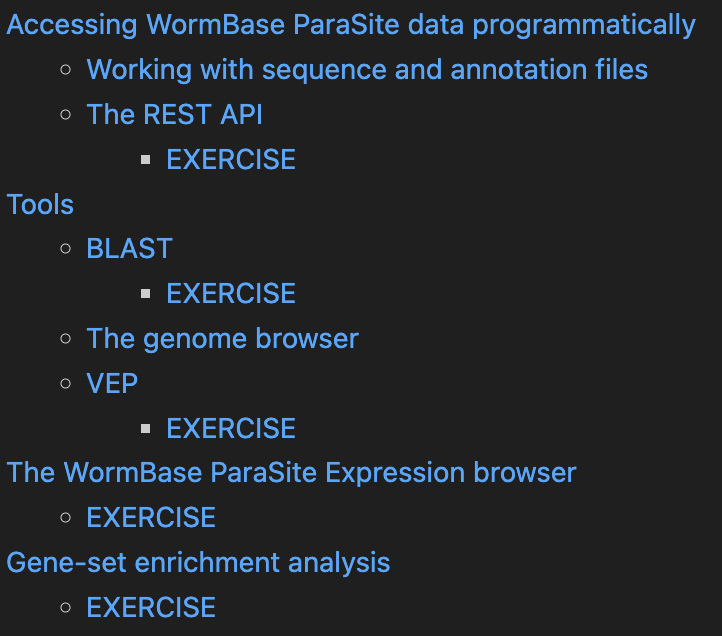 Accessing WormBase ParaSite data programmatically
Working with sequence and annotation files
The REST API
EXERCISE
Tools
BLAST
EXERCISE
The genome browser
VEP
EXERCISE
The WormBase ParaSite Expression browser
EXERCISE
Gene-set enrichment analysis
EXERCISE